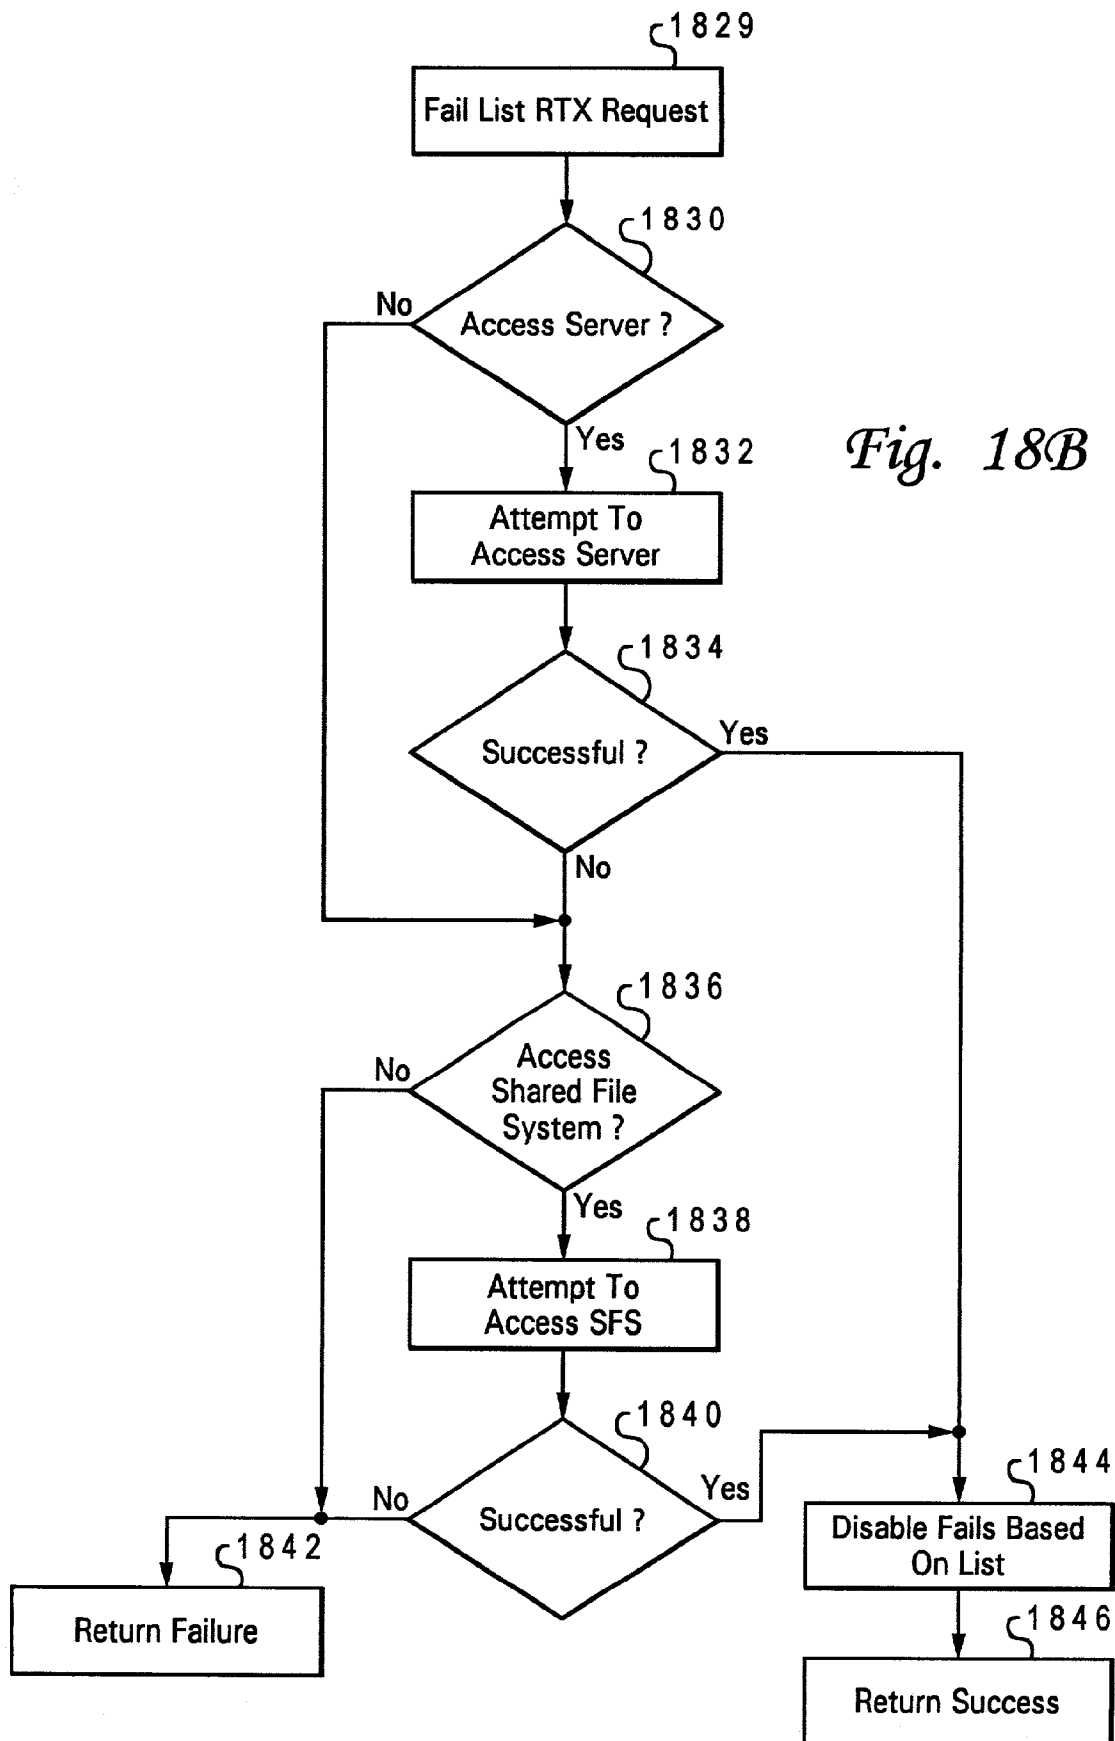 1829
Fail List RTX Request
1830
No
Access Server ?
Yes
Fig. 18B
1832
Attempt To
Access Server
1834
Yes
Successful ?
No
1836
No
Access
Shared File
System ?
Yes
1838
Attempt To
Access SFS
1840
No
Yes
Successful ?
1844
Disable Fails Based
On List
1842
Return Failure
1846
Return Success